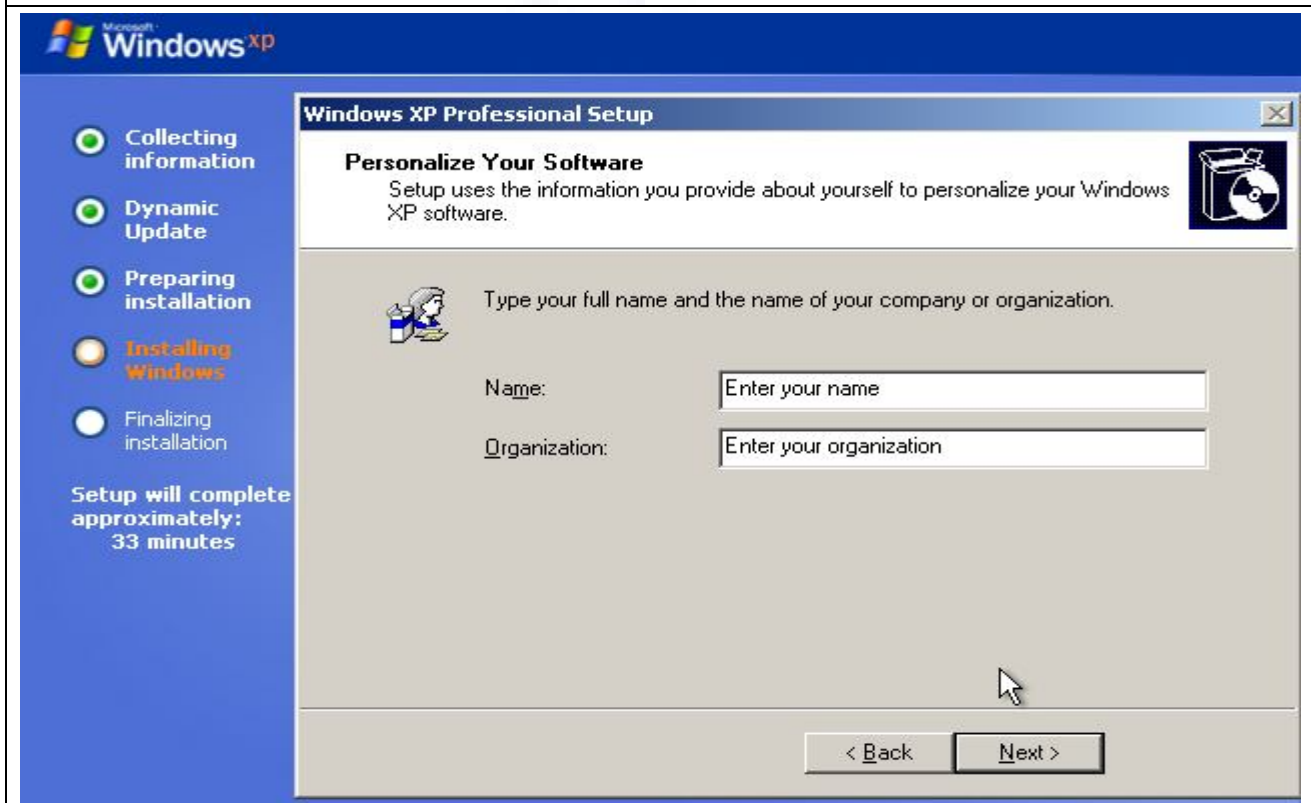 Microsoft
Windows xp
Collecting
information
Dynamic
Update
Preparing
installation
Installing
Windows
Finalizing
installation
Setup will complete
approximately:
33 minutes
Windows XP Professional Setup
Personalize Your Software
Setup uses the information you provide about yourself to personalize your Windows
XP software.
Type your full name and the name of your company or organization.
Name:
Enter your name
Organization:
Enter your organization
< Back
Next >